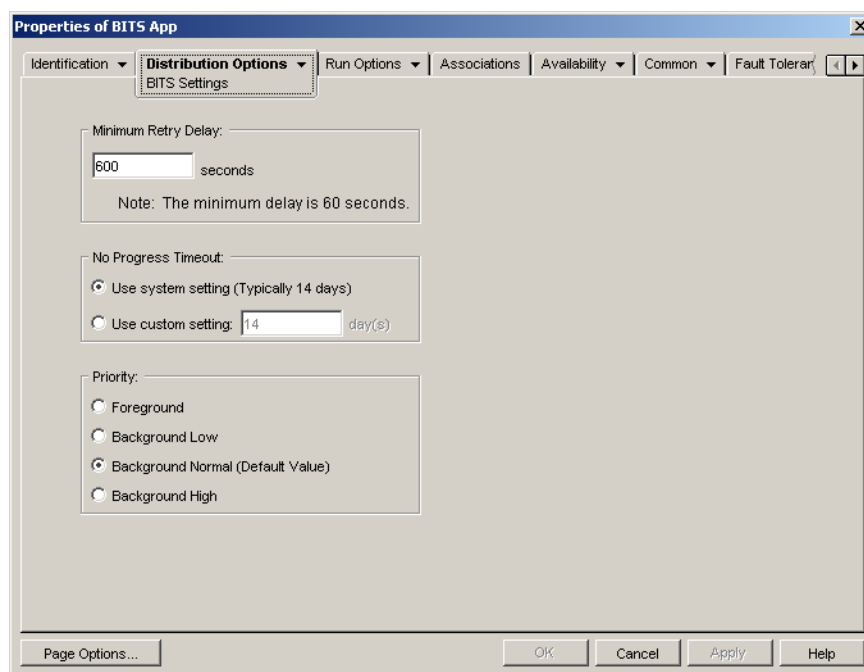 Properties of BITS App
Identification
Distribution Options
Run Options
Associations
Availability
Common
Fault Toleran
BITS Settings
Minimum Retry Delay:
600 seconds
Note: The minimum delay is 60 seconds.
No Progress Timeout:
Use system setting (Typically 14 days)
Use custom setting: 14 day(s)
Priority:
Foreground
Background Low
Background Normal (Default Value)
Background High
Page Options...
OK
Cancel
Apply
Help